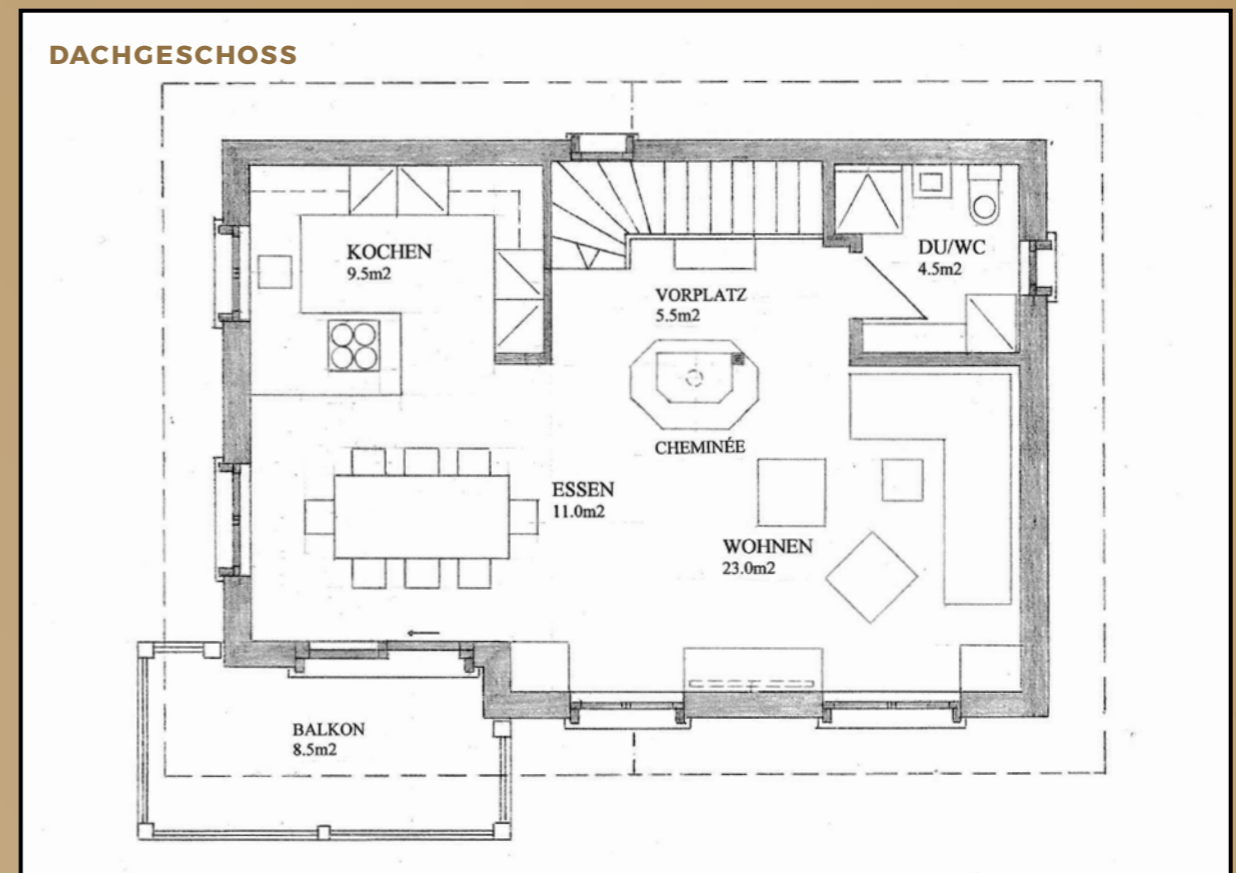 DACHGESCHOSS
KOCHEN
9.5m2
DU/WC
4.5m2
VORPLATZ
5.5m2
CHEMINÉE
ESSEN
11.0m2
WOHNEN
23.0m2
BALKON
8.5m2